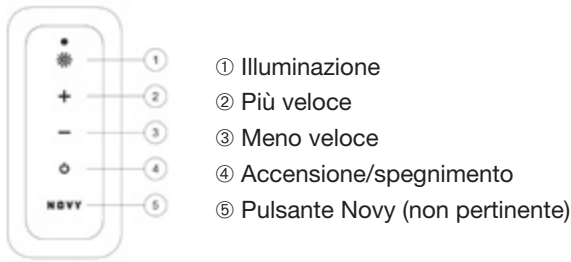 ① Illuminazione
② Più veloce
③ Meno veloce
④ Accensione/spegnimento
NOVY ⑤ Pulsante Novy (non pertinente)